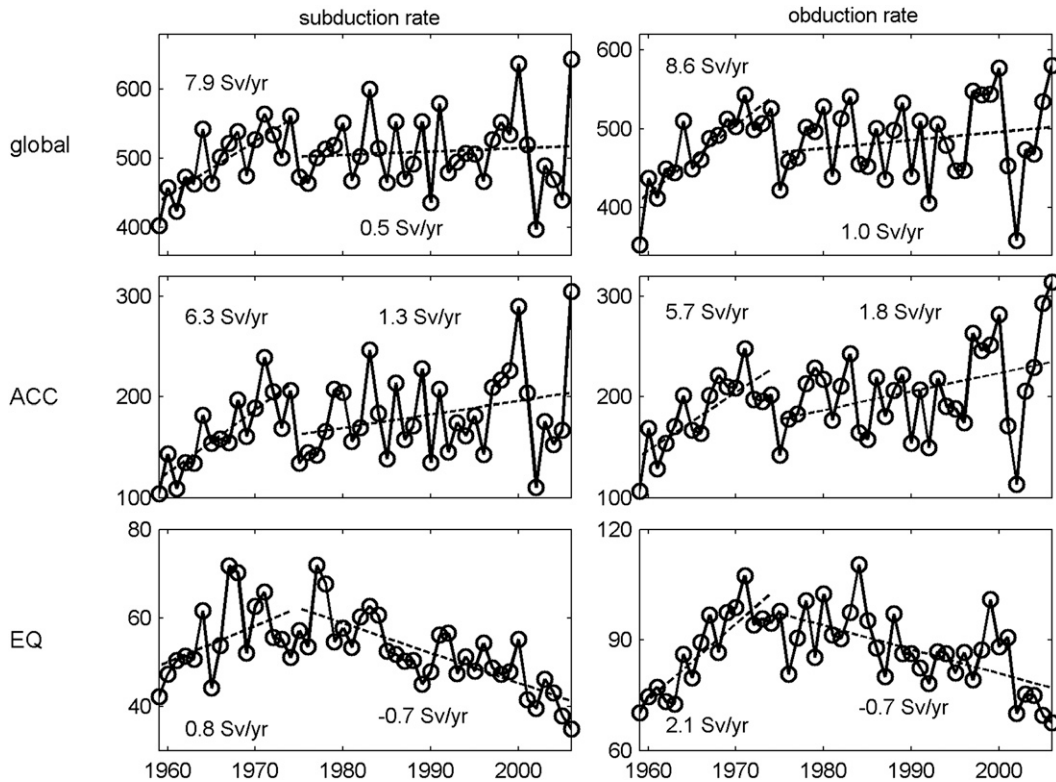 subduction rate obduction rate
global
600
500
400
7.9 Sv/yr
0.5 Sv/yr
600
500
400
8.6 Sv/yr
1.0 Sv/yr
ACC
300
200
100
6.3 Sv/yr 1.3 Sv/yr
300
200
100
5.7 Sv/yr 1.8 Sv/yr
EQ
80
60
40
0.8 Sv/yr -0.7 Sv/yr
120
90
60
2.1 Sv/yr -0.7 Sv/yr
1960 1970 1980 1990 2000
1960 1970 1980 1990 2000